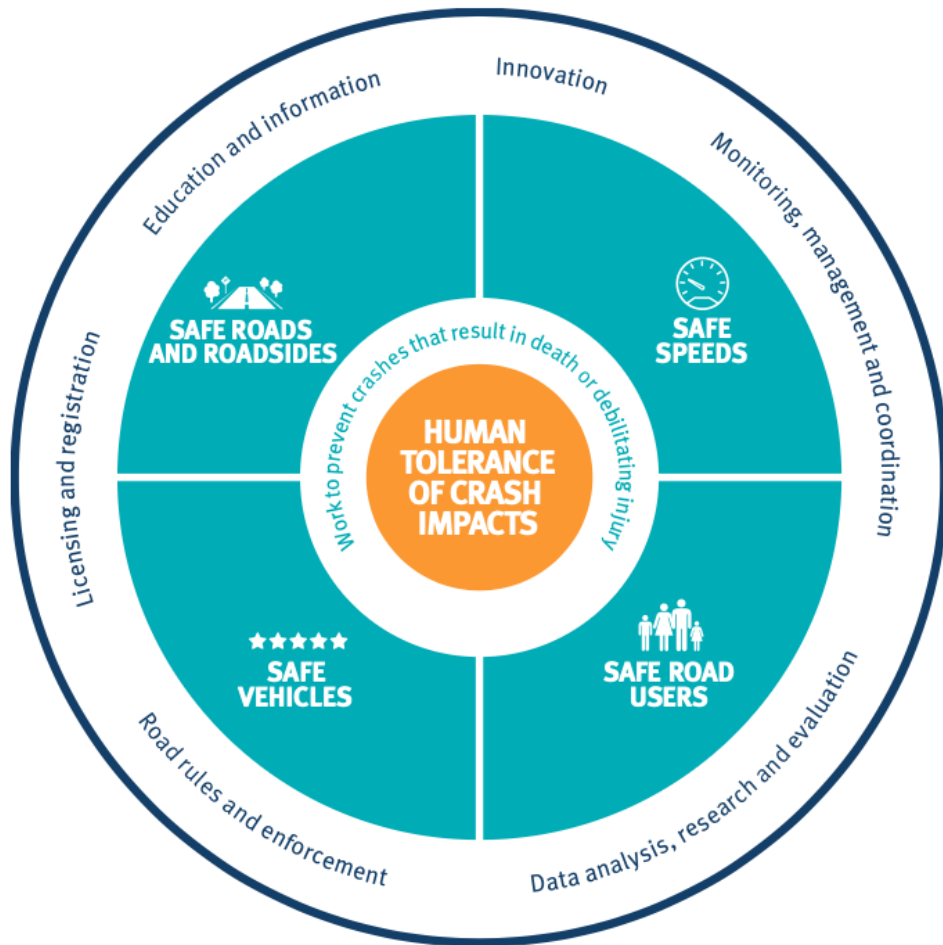 Education and information
Innovation
Monitoring, management and coordination
Data analysis, research and evaluation
Road rules and enforcement
Licensing and registration
SAFE ROADS
AND ROADSIDES
SAFE
SPEEDS
SAFE
VEHICLES
SAFE ROAD
USERS
Work to prevent crashes that result in death or debilitating injury
HUMAN
TOLERANCE
OF CRASH
IMPACTS